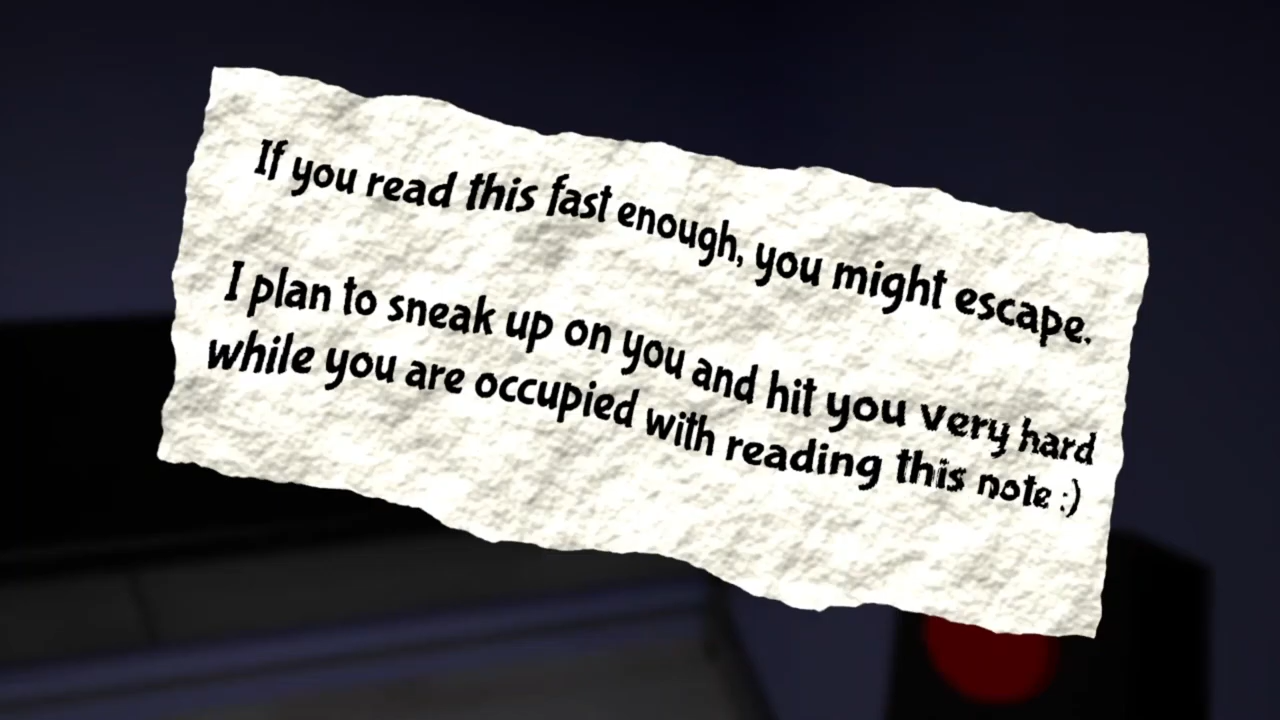 If you read this fast enough, you might escape.
I plan to sneak up on you and hit you very hard
while you are occupied with reading this note :)